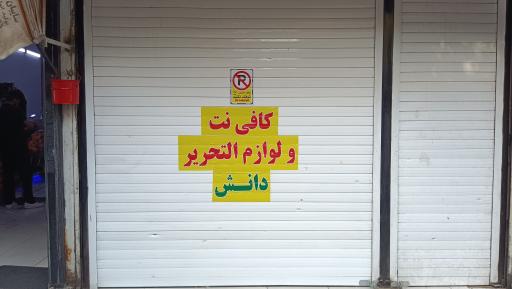 کافی نت
و لوازم التحریر
دانش